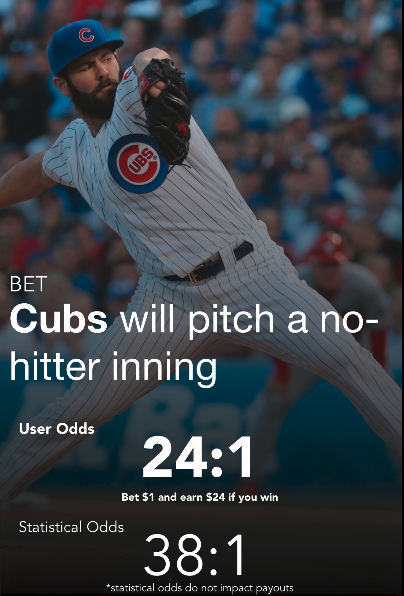 C
CUBS
BET
Cubs will pitch a no-
hitter inning
User Odds
24:1
Bet $1 and earn $24 if you win
Statistical Odds
38:1
*statistical odds do not impact payouts